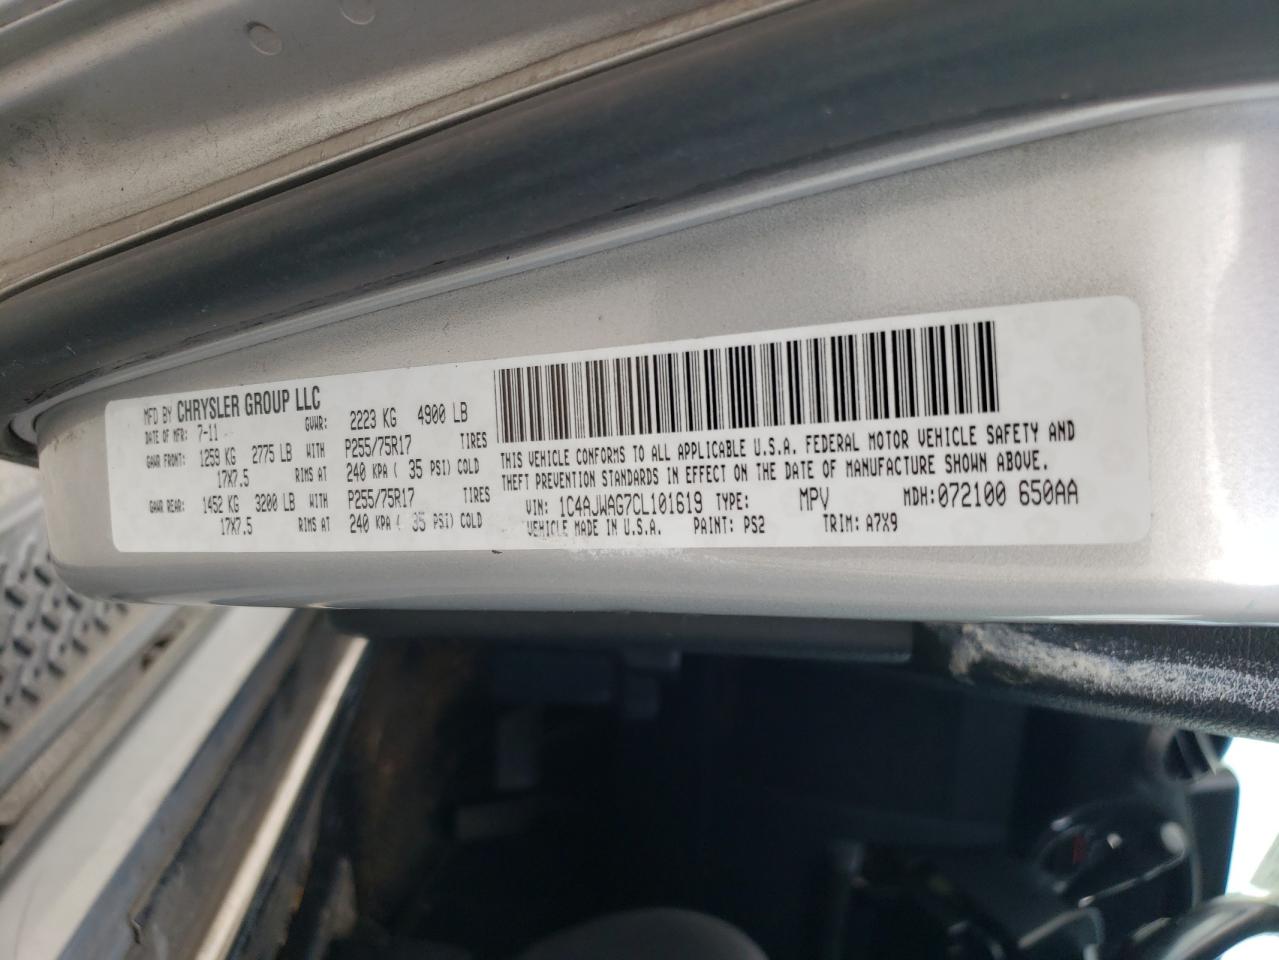 MFD BY CHRYSLER GROUP LLC
DATE OF MFR: 7-11 GVWR: 2223 KG 4900 LB
GAWR FRONT: 1259 KG 2775 LB WITH P255/75R17 TIRES
17X7.5 RIMS AT 240 KPA ( 35 PSI) COLD
GAWR REAR: 1452 KG 3200 LB WITH P255/75R17 TIRES
17X7.5 RIMS AT 240 KPA ( 35 PSI) COLD
THIS VEHICLE CONFORMS TO ALL APPLICABLE U.S.A. FEDERAL MOTOR VEHICLE SAFETY AND
THEFT PREVENTION STANDARDS IN EFFECT ON THE DATE OF MANUFACTURE SHOWN ABOVE.
VIN: 1C4AJWAG7CL101619 TYPE: MPV MDH: 072100 650AA
VEHICLE MADE IN U.S.A. PAINT: PS2 TRIM: A7X9